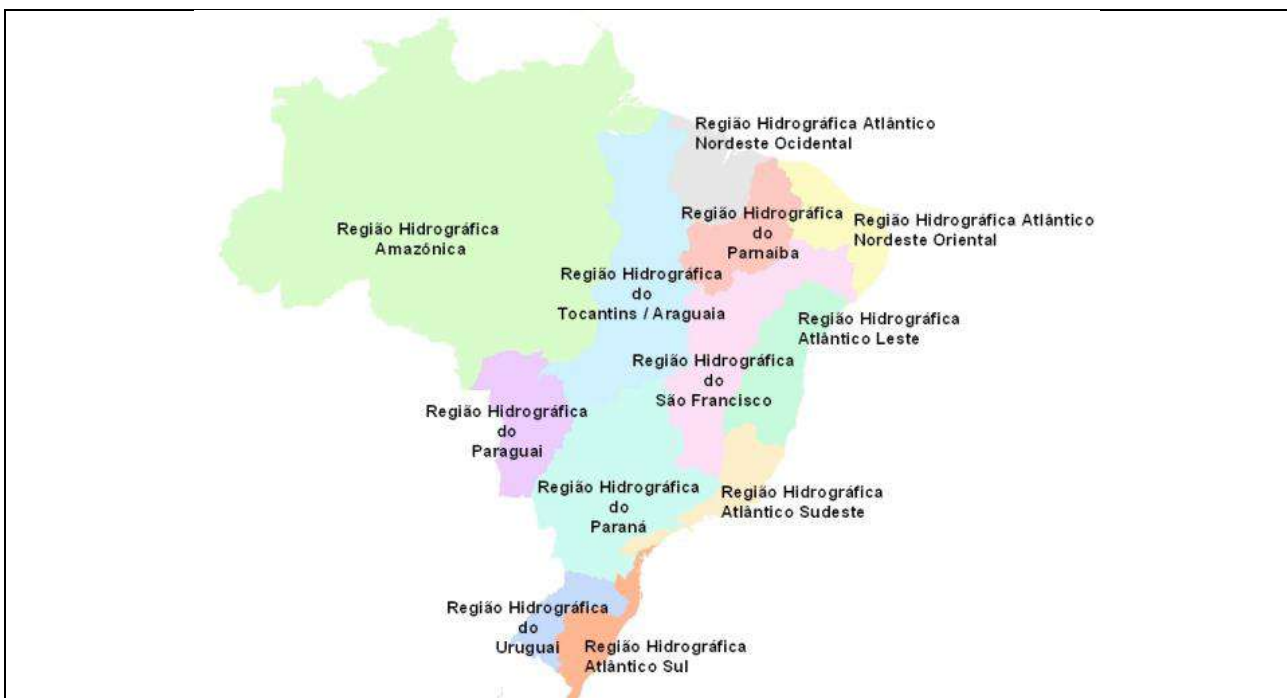 Região Hidrográfica Atlântico
Nordeste Ocidental
Região Hidrográfica
do
Parnaíba
Região Hidrográfica Atlântico
Nordeste Oriental
Região Hidrográfica
Amazónica
Região Hidrográfica
do
Tocantins / Araguaia
Região Hidrográfica
Atlântico Leste
Região Hidrográfica
do
São Francisco
Região Hidrográfica
do
Paraguai
Região Hidrográfica
do
Paraná
Região Hidrográfica
Atlântico Sudeste
Região Hidrográfica
do
Uruguai
Região Hidrográfica
Atlântico Sul